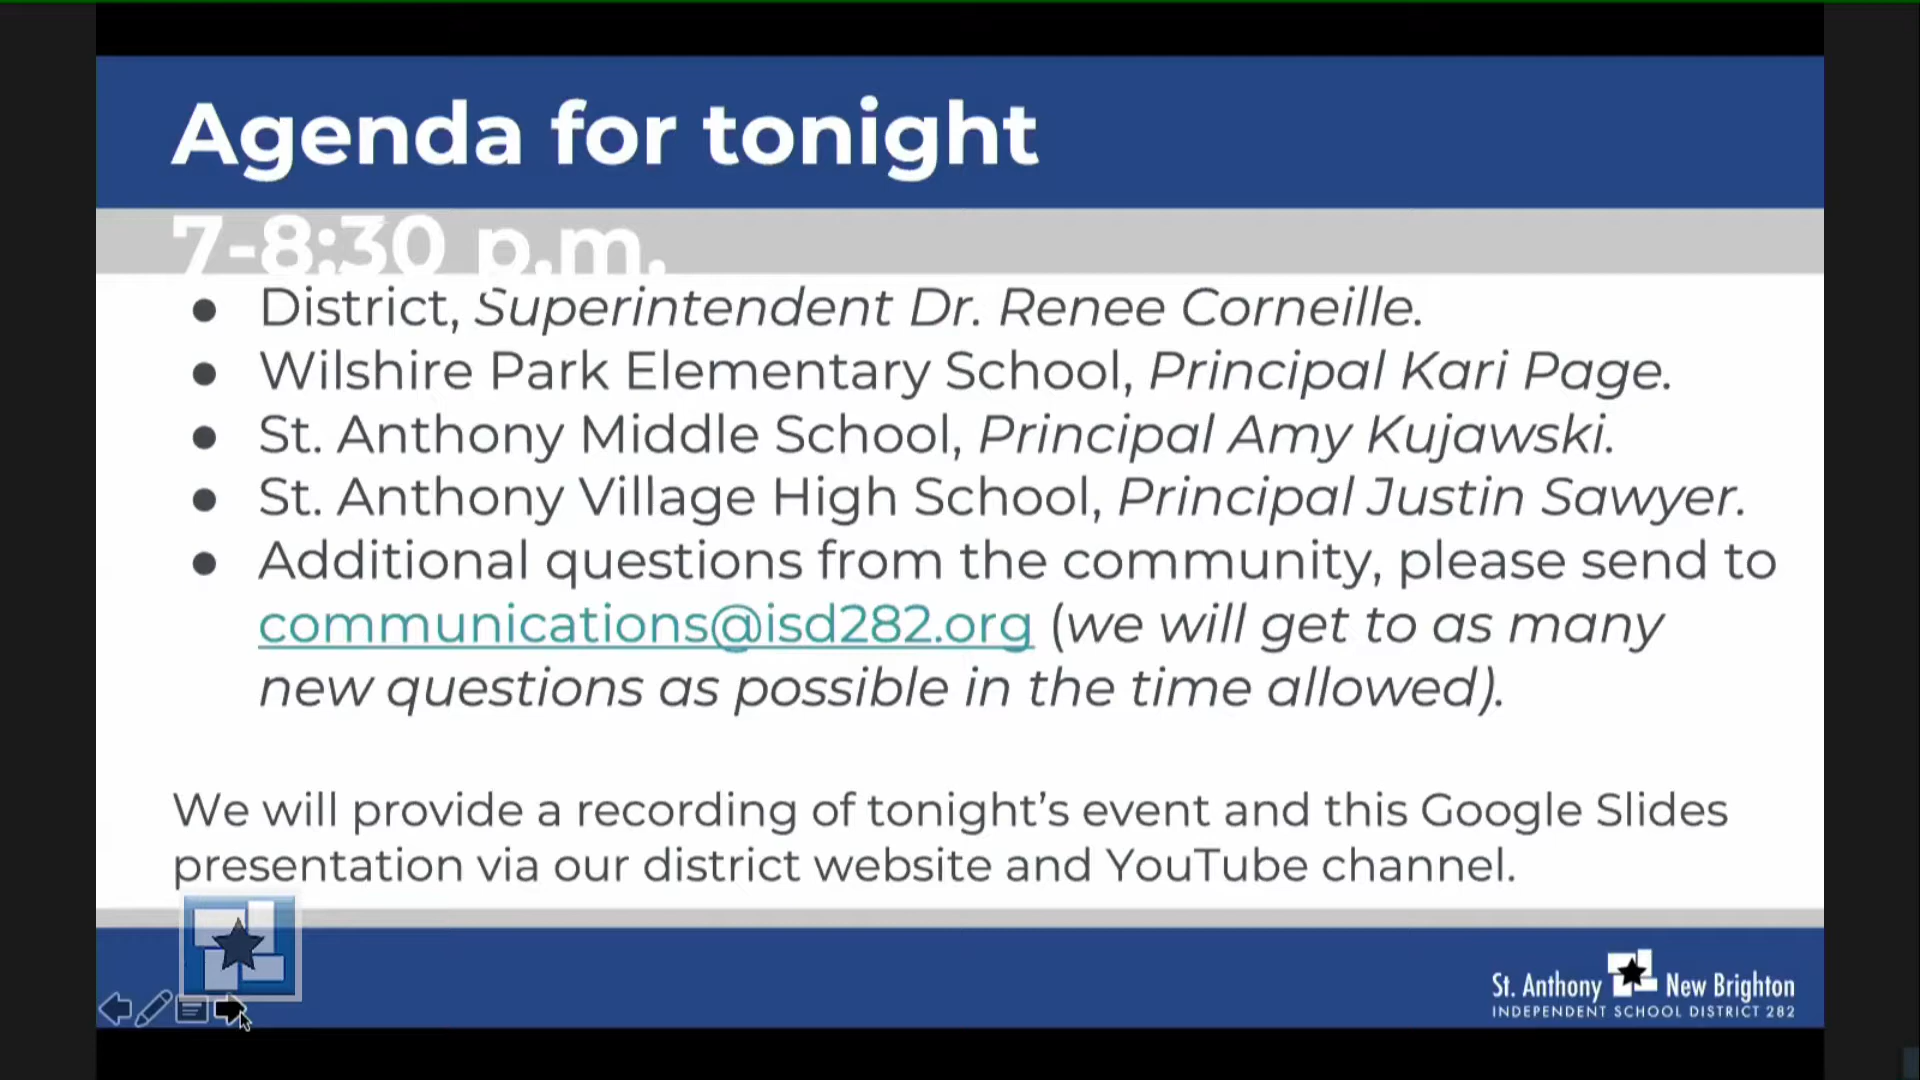 Agenda for tonight
7-8:30 p.m.
● District, Superintendent Dr. Renee Corneille.
● Wilshire Park Elementary School, Principal Kari Page.
● St. Anthony Middle School, Principal Amy Kujawski.
● St. Anthony Village High School, Principal Justin Sawyer.
● Additional questions from the community, please send to
communications@isd282.org (we will get to as many
new questions as possible in the time allowed).
We will provide a recording of tonight’s event and this Google Slides
presentation via our district website and YouTube channel.
St. Anthony New Brighton
INDEPENDENT SCHOOL DISTRICT 282